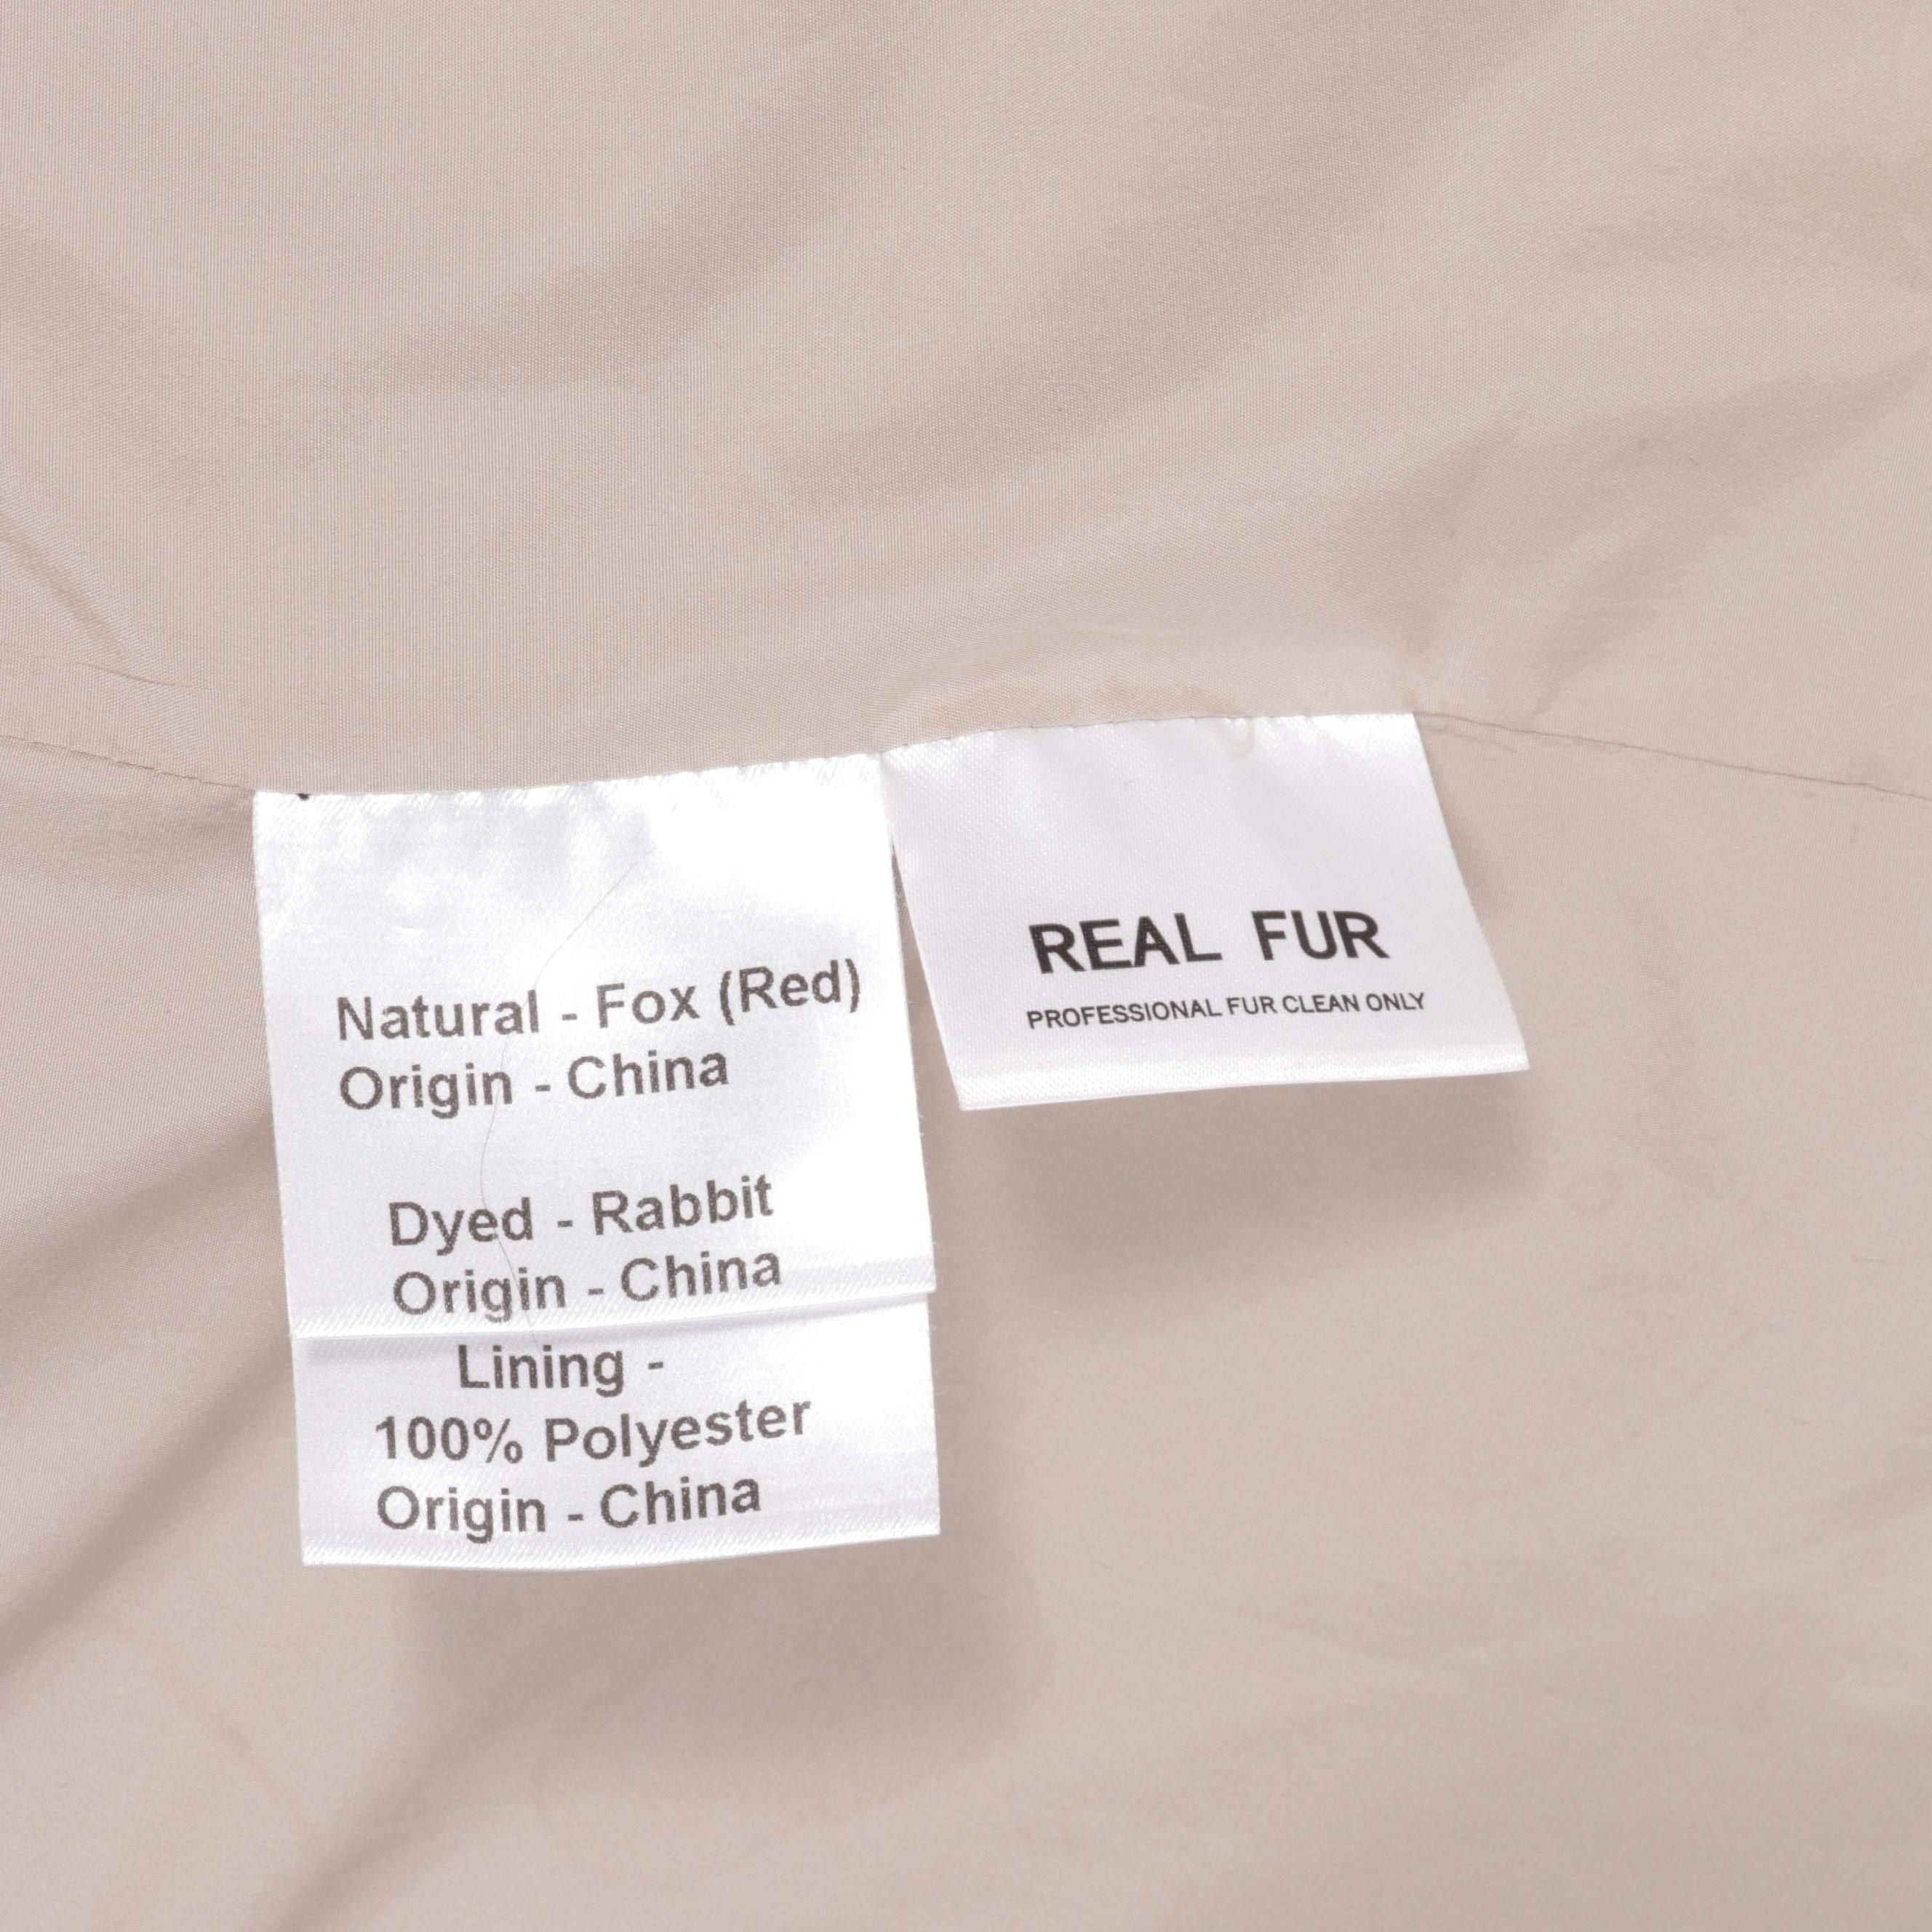 Natural - Fox (Red)
Origin - China
Dyed - Rabbit
Origin - China
Lining -
100% Polyester
Origin - China
REAL FUR
PROFESSIONAL FUR CLEAN ONLY